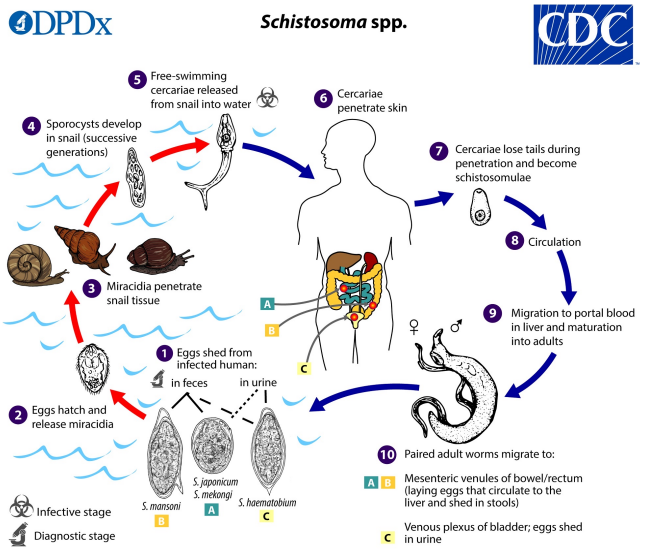 DPDx
Schistosoma spp.
CDC
TM
5
Free-swimming
cercariae released
from snail into water
6
Cercariae
penetrate skin
4
Sporocysts develop
in snail (successive
generations)
7
Cercariae lose tails during
penetration and become
schistosomulae
8
Circulation
3
Miracidia penetrate
snail tissue
A
B
C
9
Migration to portal blood
in liver and maturation
into adults
♀ ♂
1
Eggs shed from
infected human:
in feces
in urine
2
Eggs hatch and
release miracidia
S. mansoni
B
S. japonicum
S. mekongi
A
S. haematobium
C
10
Paired adult worms migrate to:
A B
Mesenteric venules of bowel/rectum
(laying eggs that circulate to the
liver and shed in stools)
C
Venous plexus of bladder; eggs shed
in urine
Infective stage
Diagnostic stage